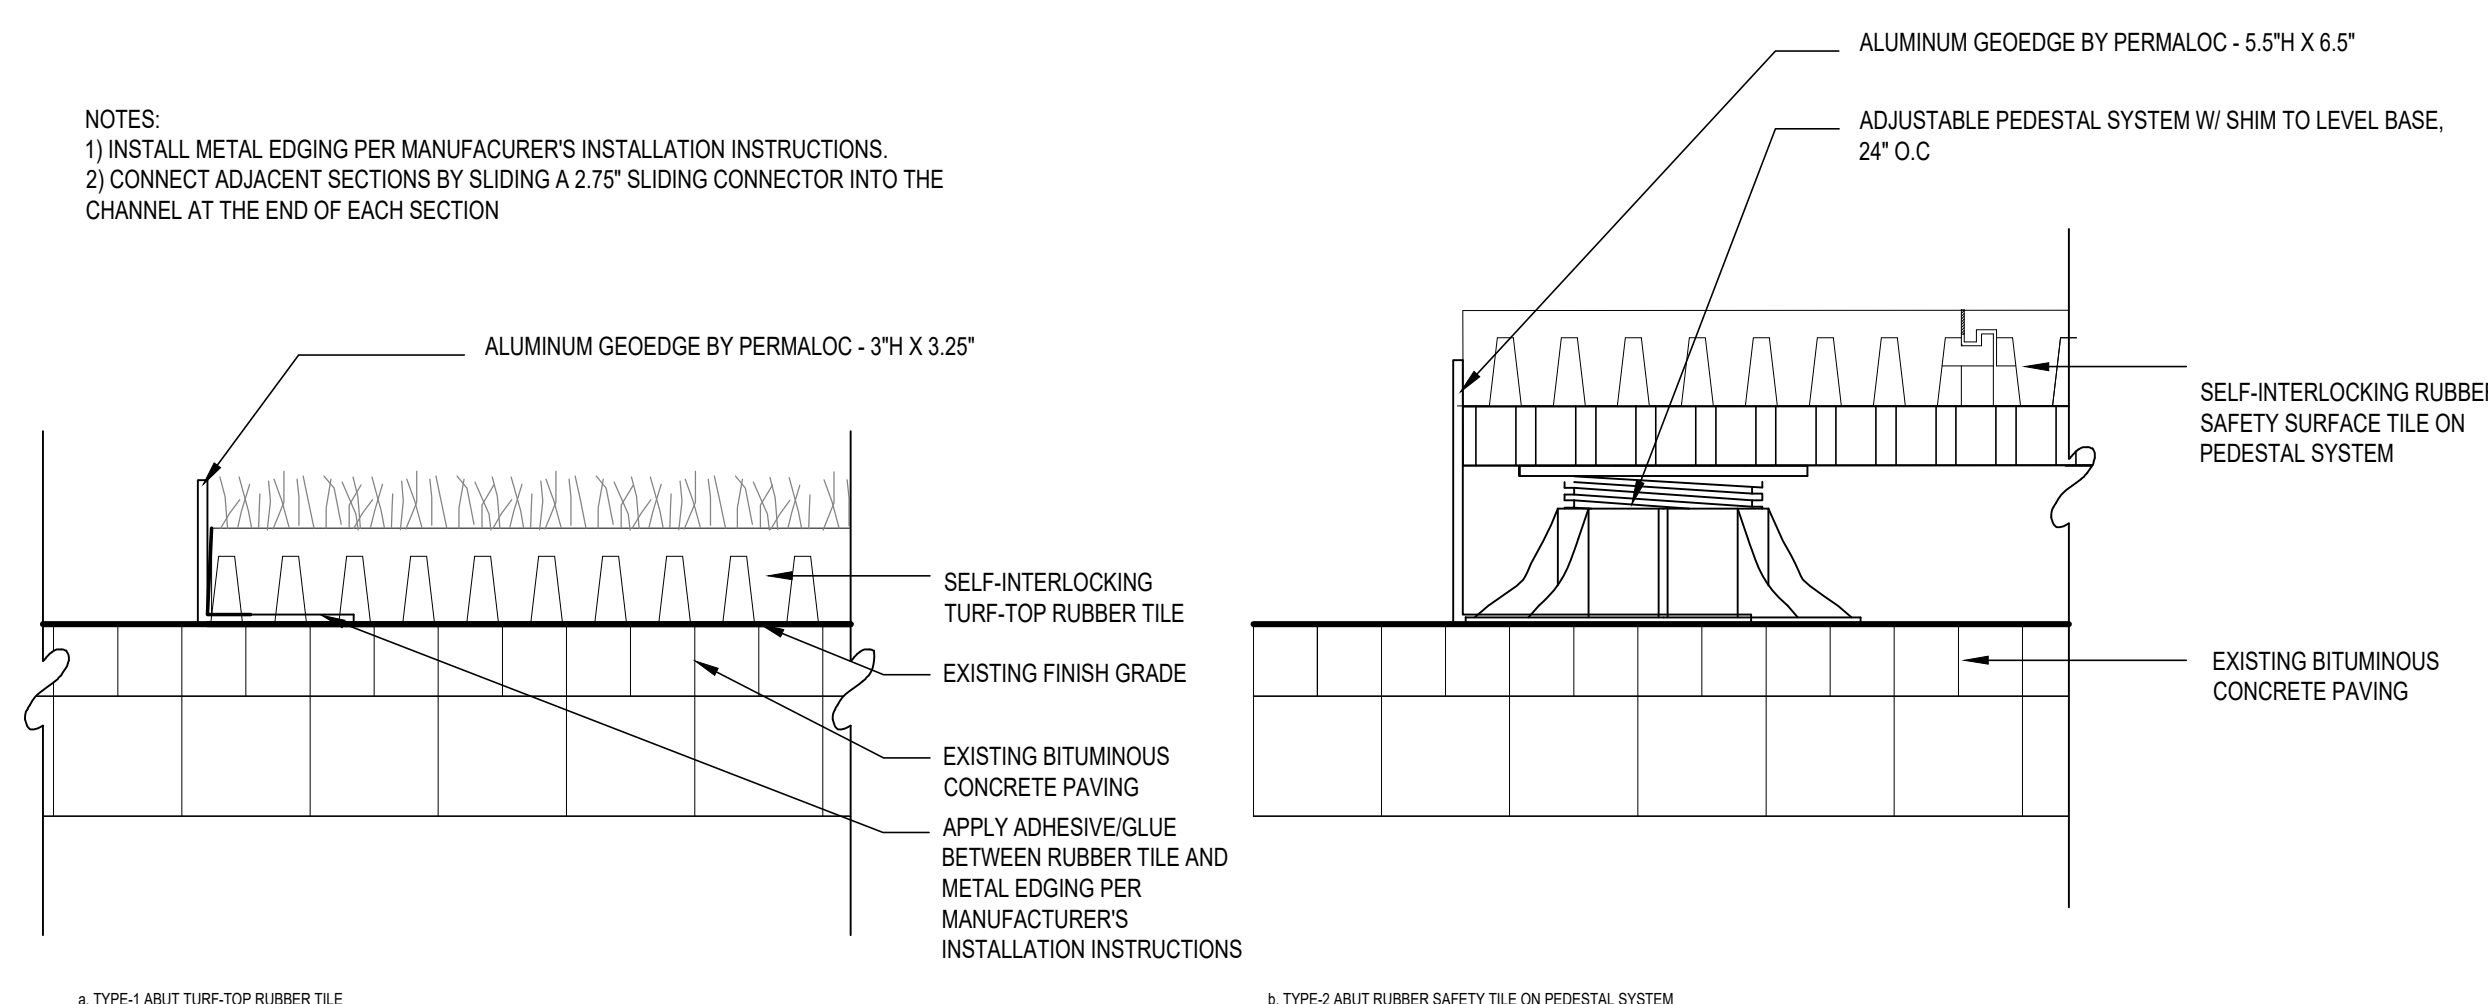 NOTES:
1) INSTALL METAL EDGING PER MANUFACURER'S INSTALLATION INSTRUCTIONS.
2) CONNECT ADJACENT SECTIONS BY SLIDING A 2.75" SLIDING CONNECTOR INTO THE
CHANNEL AT THE END OF EACH SECTION
ALUMINUM GEOEDGE BY PERMALOC - 3"H X 3.25"
SELF-INTERLOCKING
TURF-TOP RUBBER TILE
EXISTING FINISH GRADE
EXISTING BITUMINOUS
CONCRETE PAVING
APPLY ADHESIVE/GLUE
BETWEEN RUBBER TILE AND
METAL EDGING PER
MANUFACTURER'S
INSTALLATION INSTRUCTIONS
a. TYPE-1 ABUT TURF-TOP RUBBER TILE
ALUMINUM GEOEDGE BY PERMALOC - 5.5"H X 6.5"
ADJUSTABLE PEDESTAL SYSTEM W/ SHIM TO LEVEL BASE,
24" O.C
SELF-INTERLOCKING RUBBER
SAFETY SURFACE TILE ON
PEDESTAL SYSTEM
EXISTING BITUMINOUS
CONCRETE PAVING
b. TYPE-2 ABUT RUBBER SAFETY TILE ON PEDESTAL SYSTEM